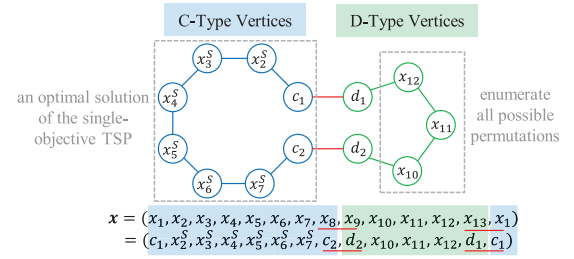 C-Type Vertices
D-Type Vertices
an optimal solution
of the single-
objective TSP
x_3^S
x_2^S
x_4^S
c_1
x_5^S
c_2
x_6^S
x_7^S
d_1
x_12
x_11
d_2
x_10
enumerate
all possible
permutations
x = (x_1, x_2, x_3, x_4, x_5, x_6, x_7, x_8, x_9, x_10, x_11, x_12, x_13, x_1)
= (c_1, x_2^S, x_3^S, x_4^S, x_5^S, x_6^S, x_7^S, c_2, d_2, x_10, x_11, x_12, d_1, c_1)